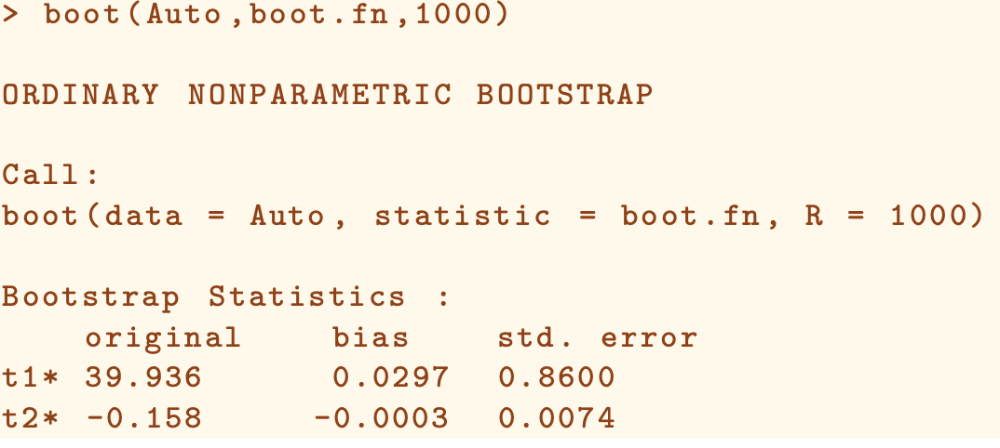 > boot(Auto,boot.fn,1000)
ORDINARY NONPARAMETRIC BOOTSTRAP
Call:
boot(data = Auto, statistic = boot.fn, R = 1000)
Bootstrap Statistics :
original bias std. error
t1* 39.936 0.0297 0.8600
t2* -0.158 -0.0003 0.0074